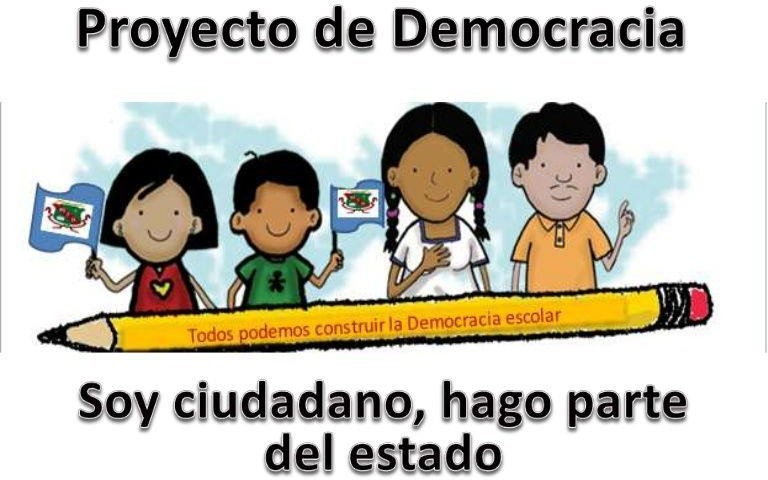 Proyecto de Democracia
Todos podemos construir la Democracia escolar
Soy ciudadano, hago parte
del estado